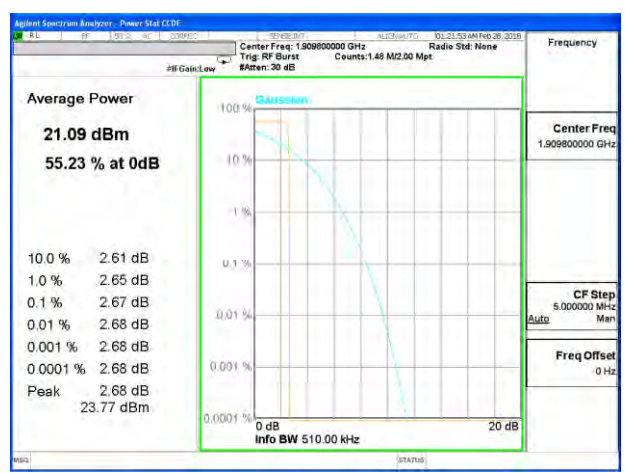 Agilent Spectrum Analyzer - Power Stat CCDF
RL RF 50 Ω AC CORREC SENSE:INT ALIGN AUTO 01:21:53 AM Feb 28, 2018
Center Freq: 1.909800000 GHz Radio Std: None
Trig: RF Burst Counts:1.48 M/2.00 Mpt
#IFGain:Low #Atten: 30 dB
Frequency
Average Power
21.09 dBm
55.23 % at 0dB
10.0 % 2.61 dB
1.0 % 2.65 dB
0.1 % 2.67 dB
0.01 % 2.68 dB
0.001 % 2.68 dB
0.0001 % 2.68 dB
Peak 2.68 dB
23.77 dBm
Gaussian
100 %
10 %
1 %
0.1 %
0.01 %
0.001 %
0.0001 %
0 dB 20 dB
Info BW 510.00 kHz
Center Freq
1.909800000 GHz
CF Step
5.000000 MHz
Auto Man
Freq Offset
0 Hz
MSG STATUS